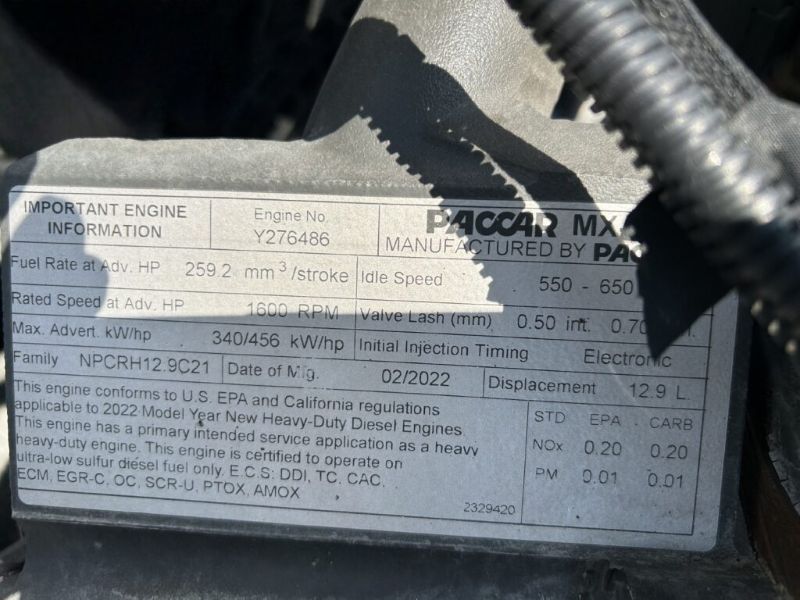 IMPORTANT ENGINE INFORMATION
Engine No.
Y276486
PACCAR
MANUFACTURED BY
Fuel Rate at Adv. HP 259.2 mm³/stroke Idle Speed 550 - 650
Rated Speed at Adv. HP 1600 RPM Valve Lash (mm) 0.50 int.
Max. Advert. kW/hp 340/456 kW/hp Initial Injection Timing Electronic
Family NPCRH12.9C21 Date of Mfg. 02/2022 Displacement 12.9 L.
This engine conforms to U.S. EPA and California regulations
applicable to 2022 Model Year New Heavy-Duty Diesel Engines.
This engine has a primary intended service application as a heavy
heavy-duty engine. This engine is certified to operate on
ultra-low sulfur diesel fuel only. E.C.S: DDI, TC, CAC,
ECM, EGR-C, OC, SCR-U, PTOX, AMOX
2329420
STD EPA CARB
NOx 0.20 0.20
PM 0.01 0.01